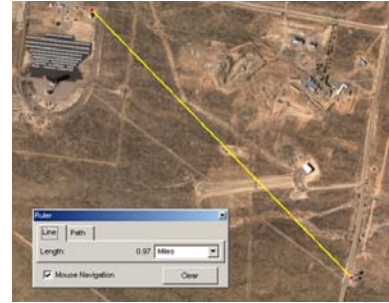 Ruler
Line Path
Length: 0.97 Miles
Mouse Navigation Clear